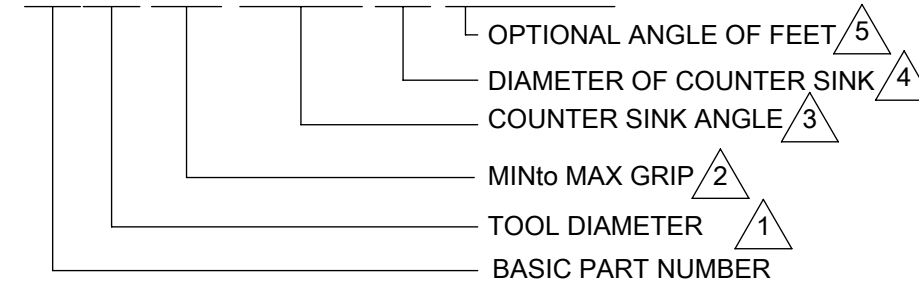 OPTIONAL ANGLE OF FEET 5
DIAMETER OF COUNTER SINK 4
COUNTER SINK ANGLE 3
MINto MAX GRIP 2
TOOL DIAMETER 1
BASIC PART NUMBER